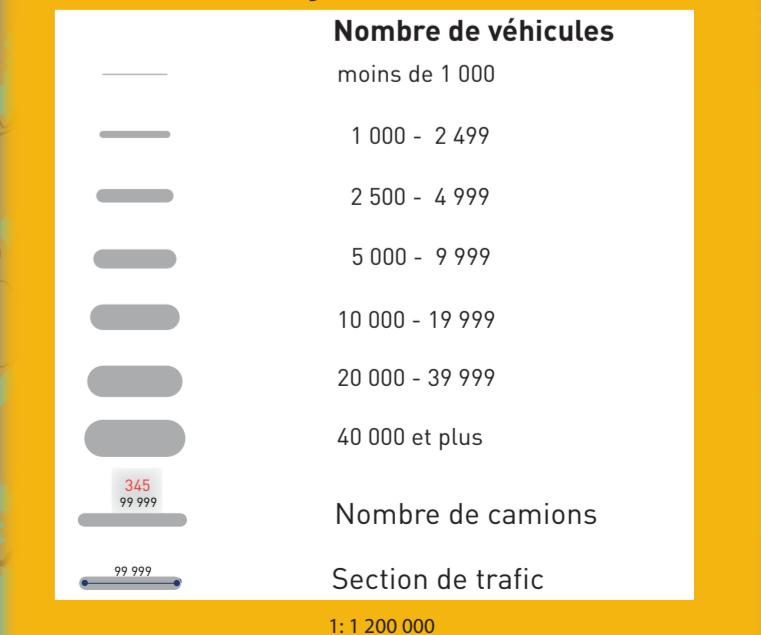 Nombre de véhicules
moins de 1 000
1 000 - 2 499
2 500 - 4 999
5 000 - 9 999
10 000 - 19 999
20 000 - 39 999
40 000 et plus
345
99 999
Nombre de camions
99 999
Section de trafic
1: 1 200 000